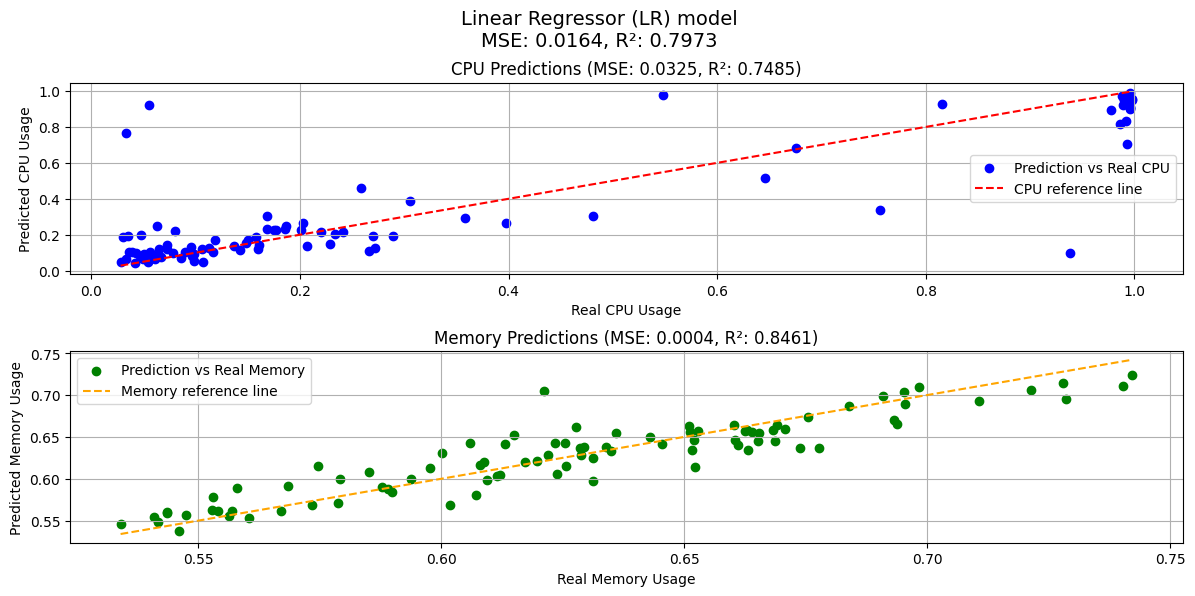 Linear Regressor (LR) model
MSE: 0.0164, R²: 0.7973
CPU Predictions (MSE: 0.0325, R²: 0.7485)
Predicted CPU Usage
1.0
0.8
0.6
0.4
0.2
0.0
Prediction vs Real CPU
CPU reference line
0.0 0.2 0.4 0.6 0.8 1.0
Real CPU Usage
Memory Predictions (MSE: 0.0004, R²: 0.8461)
Predicted Memory Usage
0.75
0.70
0.65
0.60
0.55
Prediction vs Real Memory
Memory reference line
0.55 0.60 0.65 0.70 0.75
Real Memory Usage